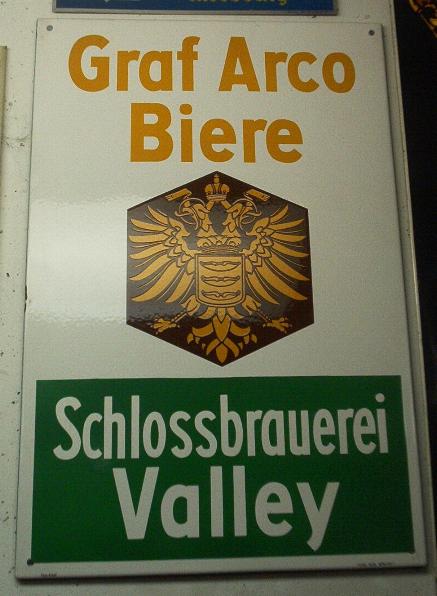 Graf Arco
Biere
Schlossbrauerei
Valley